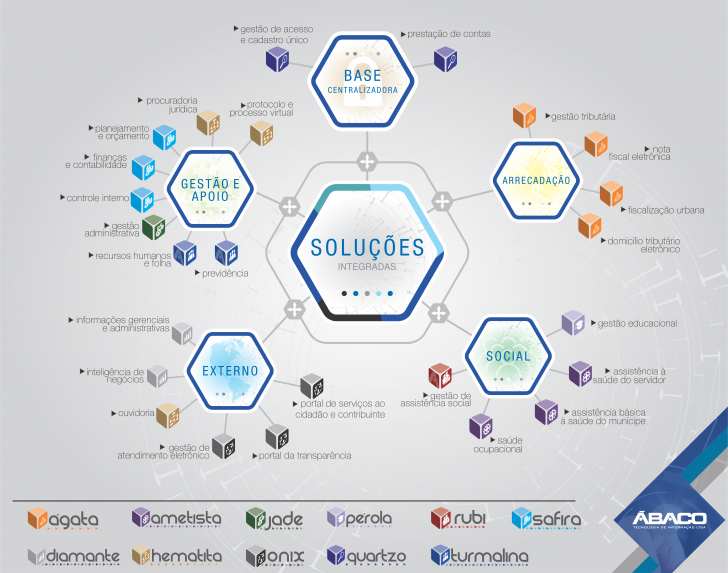 gestão de acesso
e cadastro único
prestação de contas
BASE
CENTRALIZADORA
procuradoria
jurídica
protocolo e
processo virtual
planejamento
e orçamento
finanças
e contabilidade
controle interno
gestão
administrativa
recursos humanos
e folha
previdência
GESTÃO E
APOIO
gestão tributária
nota
fiscal eletrônica
fiscalização urbana
domicílio tributário
eletrônico
ARRECADAÇÃO
SOLUÇÕES
INTEGRADAS
informações gerenciais
e administrativas
inteligência de
negócios
ouvidoria
gestão de
atendimento eletrônico
portal da transparência
portal de serviços ao
cidadão e contribuinte
EXTERNO
SOCIAL
gestão educacional
assistência à
saúde do servidor
assistência básica
à saúde do munícipe
saúde
ocupacional
gestão de
assistência social
ágata
ametista
jade
pérola
rubi
safira
diamante
hematita
onix
quartzo
turmalina
ÁBACO
TECNOLOGIA DE INFORMAÇÃO LTDA